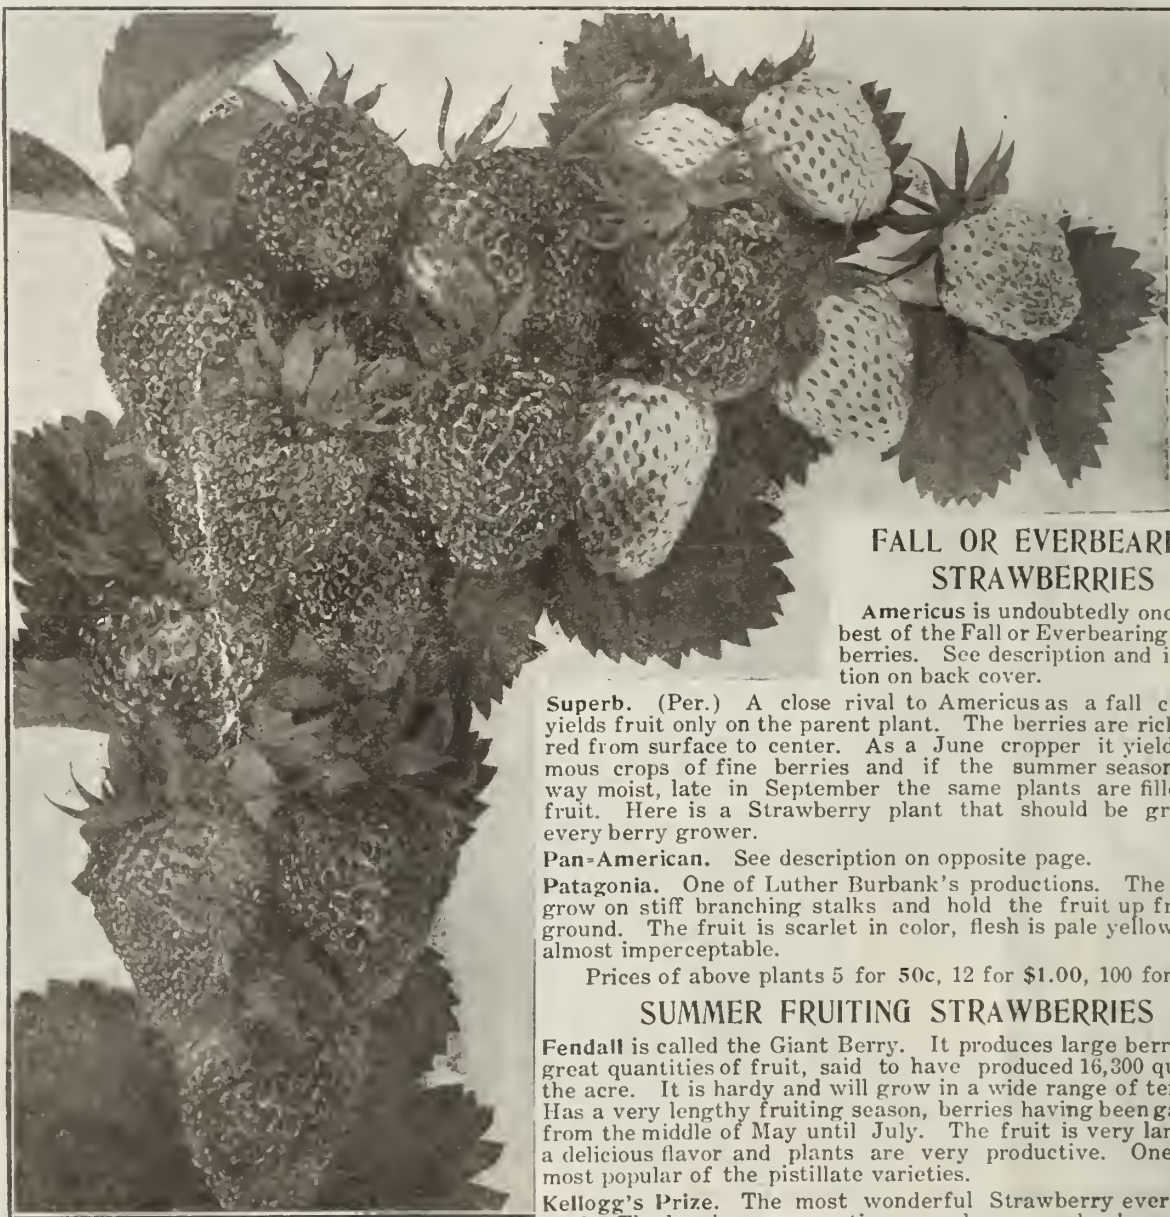 FALL OR EVERBEARI
STRAWBERRIES
Americus is undoubtedly one
best of the Fall or Everbearing
berries. See description and i
tion on back cover.
Superb. (Per.) A close rival to Americus as a fall c
yields fruit only on the parent plant. The berries are rich
red from surface to center. As a June cropper it yield
mous crops of fine berries and if the summer season
way moist, late in September the same plants are fille
fruit. Here is a Strawberry plant that should be gr
every berry grower.
Pan=American. See description on opposite page.
Patagonia. One of Luther Burbank's productions. The
grow on stiff branching stalks and hold the fruit up fr
ground. The fruit is scarlet in color, flesh is pale yellow
almost imperceptable.
Prices of above plants 5 for 50c, 12 for $1.00, 100 for
SUMMER FRUITING STRAWBERRIES
Fendall is called the Giant Berry. It produces large berr
great quantities of fruit, said to have produced 16,300 qu
the acre. It is hardy and will grow in a wide range of te
Has a very lengthy fruiting season, berries having been ga
from the middle of May until July. The fruit is very lar
a delicious flavor and plants are very productive. One
most popular of the pistillate varieties.
Kellogg's Prize. The most wonderful Strawberry ever